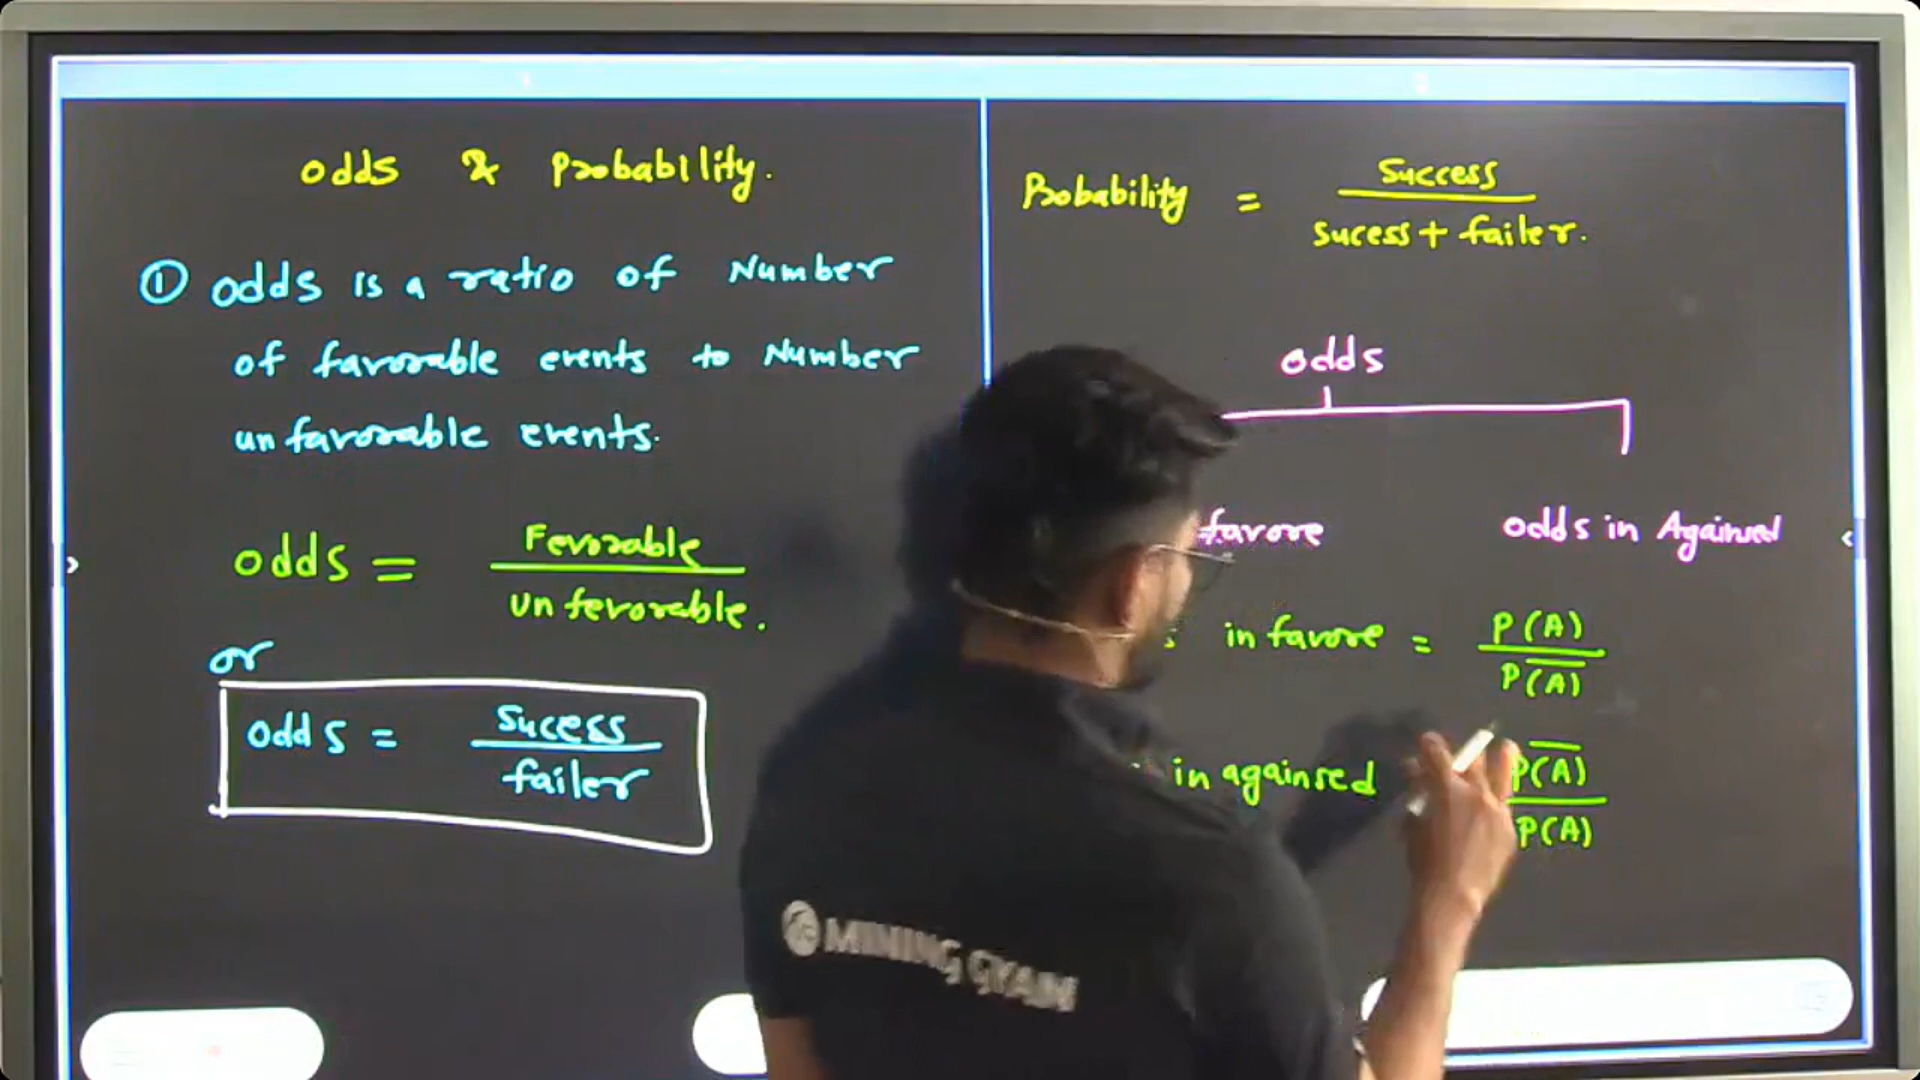 odds & Probability.
① odds is a ratio of Number
of favorable events to Number
unfavorable events.
odds = Fevorable
unfevorable.
or
odds = Sucess
failer
Probability = Success
Sucess + failer.
odds
favore
odds in Againsed
in favore = P(A)
P(A̅)
in againsed P(A̅)
P(A)
MINING GYAN